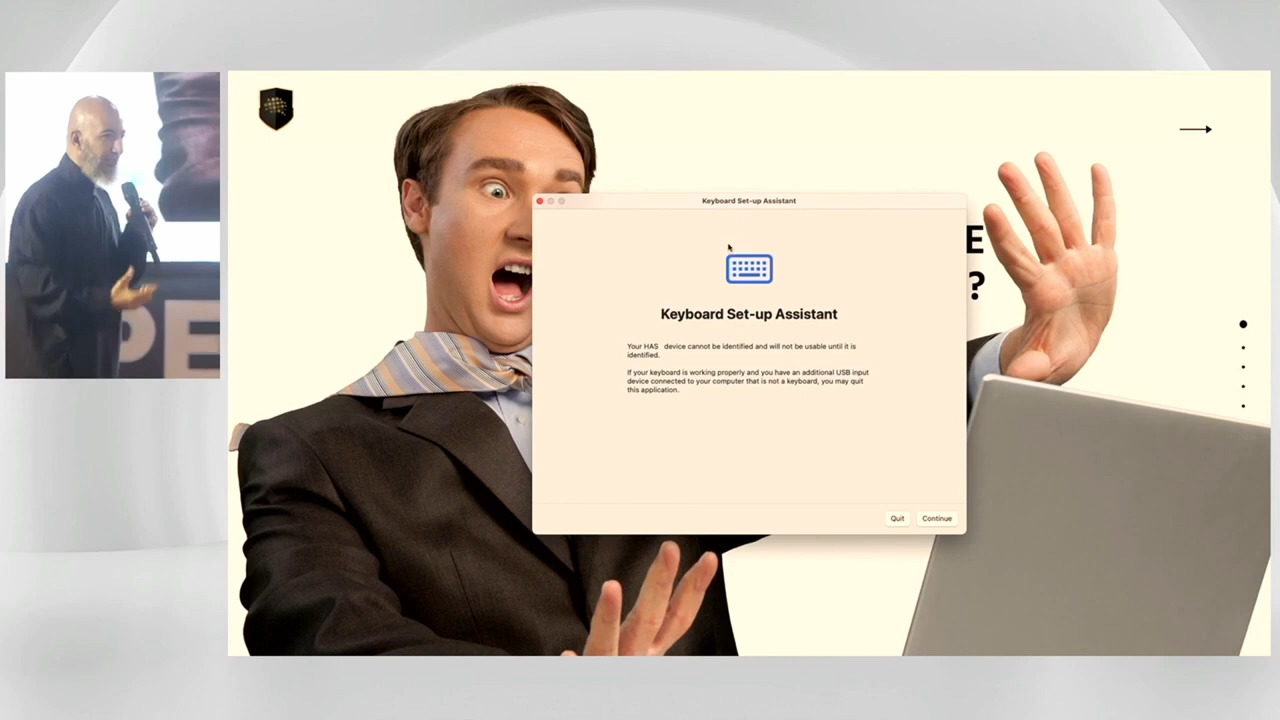 PE
Keyboard Set-up Assistant
E
?
Keyboard Set-up Assistant
Your HAS device cannot be identified and will not be usable until it is
identified.
If your keyboard is working properly and you have an additional USB input
device connected to your computer that is not a keyboard, you may quit
this application.
Quit
Continue